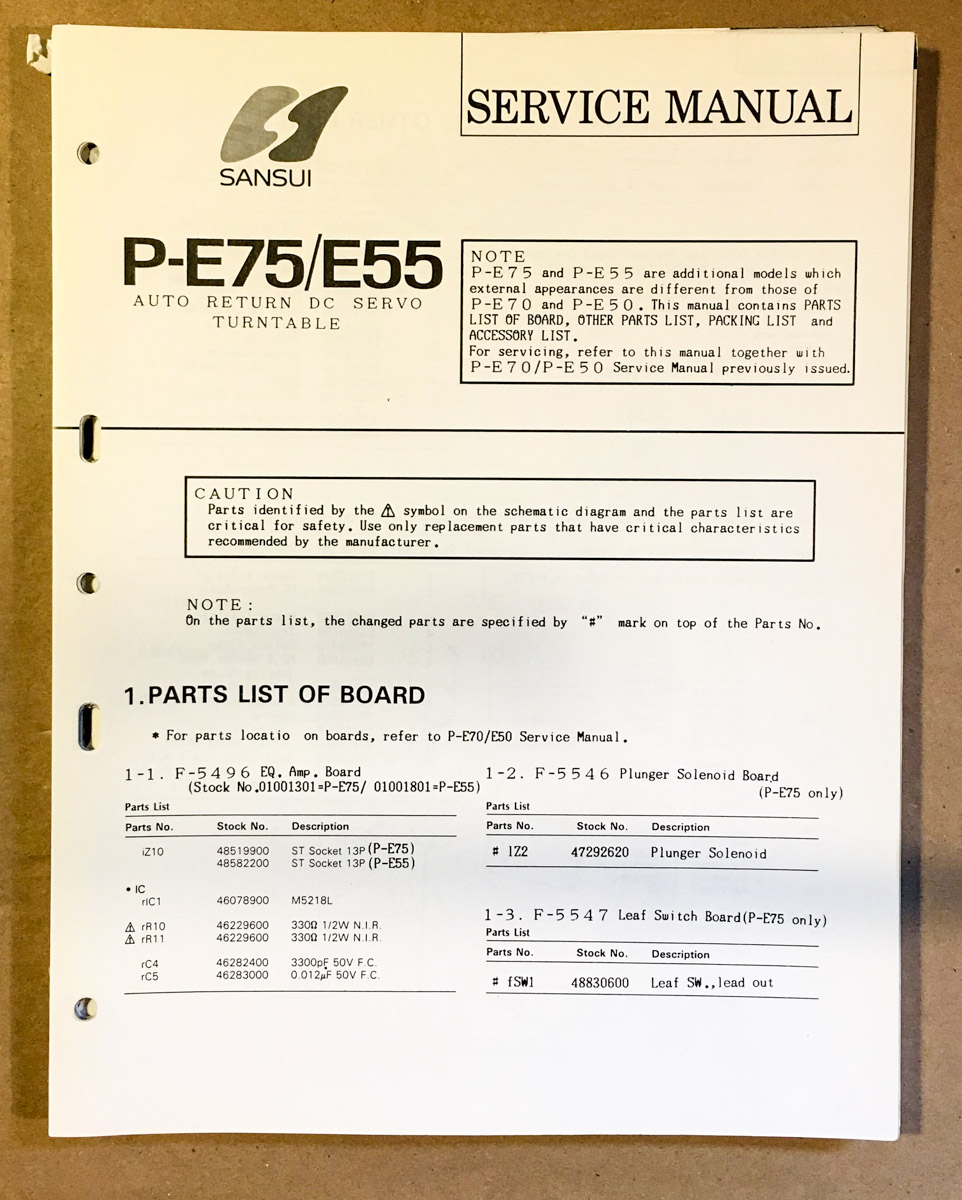 SERVICE MANUAL
SANSUI
P-E75/E55
AUTO RETURN DC SERVO
TURNTABLE
NOTE
P-E75 and P-E55 are additional models which
external appearances are different from those of
P-E70 and P-E50. This manual contains PARTS
LIST OF BOARD, OTHER PARTS LIST, PACKING LIST and
ACCESSORY LIST.
For servicing, refer to this manual together with
P-E70/P-E50 Service Manual previously issued.
CAUTION
Parts identified by the ⚠ symbol on the schematic diagram and the parts list are
critical for safety. Use only replacement parts that have critical characteristics
recommended by the manufacturer.
NOTE:
On the parts list, the changed parts are specified by "#" mark on top of the Parts No.
1. PARTS LIST OF BOARD
* For parts locatio on boards, refer to P-E70/E50 Service Manual.
1-1. F-5496 EQ. Amp. Board
(Stock No.01001301=P-E75/ 01001801=P-E55)
Parts List
Parts No. Stock No. Description
iZ10 48519900 ST Socket 13P (P-E75)
48582200 ST Socket 13P (P-E55)
• IC
rIC1 46078900 M5218L
⚠ rR10 46229600 330Ω 1/2W N.I.R.
⚠ rR11 46229600 330Ω 1/2W N.I.R.
rC4 46282400 3300pF 50V F.C.
rC5 46283000 0.012µF 50V F.C.
1-2. F-5546 Plunger Solenoid Board
(P-E75 only)
Parts List
Parts No. Stock No. Description
# lZ2 47292620 Plunger Solenoid
1-3. F-5547 Leaf Switch Board(P-E75 only)
Parts List
Parts No. Stock No. Description
# fSW1 48830600 Leaf SW.,lead out